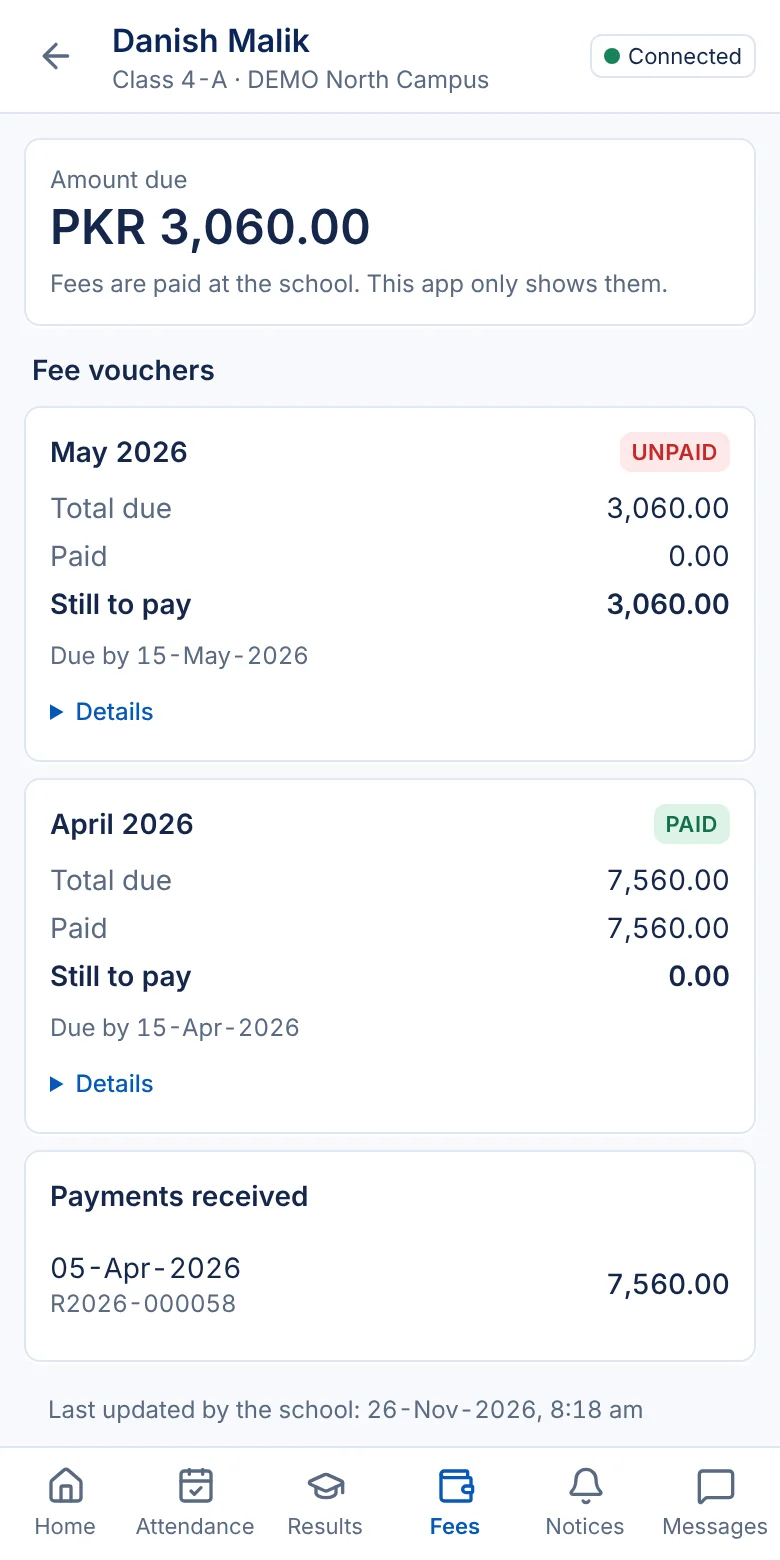 Danish Malik
Class 4-A · DEMO North Campus
Connected
Amount due
PKR 3,060.00
Fees are paid at the school. This app only shows them.
Fee vouchers
May 2026
UNPAID
Total due 3,060.00
Paid 0.00
Still to pay 3,060.00
Due by 15-May-2026
Details
April 2026
PAID
Total due 7,560.00
Paid 7,560.00
Still to pay 0.00
Due by 15-Apr-2026
Details
Payments received
05-Apr-2026
R2026-000058
7,560.00
Last updated by the school: 26-Nov-2026, 8:18 am
Home Attendance Results Fees Notices Messages